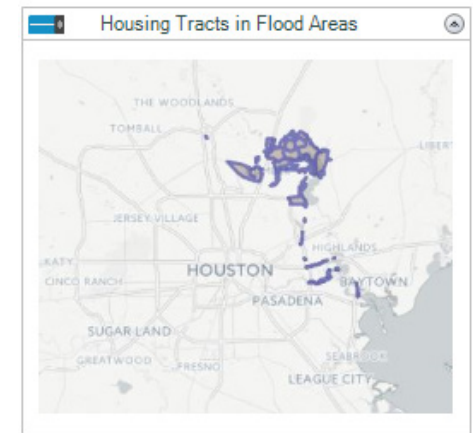 Housing Tracts in Flood Areas
THE WOODLANDS
TOMBALL
LIBERT
JERSEY VILLAGE
HIGHLANDS
KATY
HOUSTON
CINCO RANCH
BAYTOWN
PASADENA
SUGAR LAND
SEABROOK
GREATWOOD
FRESNO
LEAGUE CITY